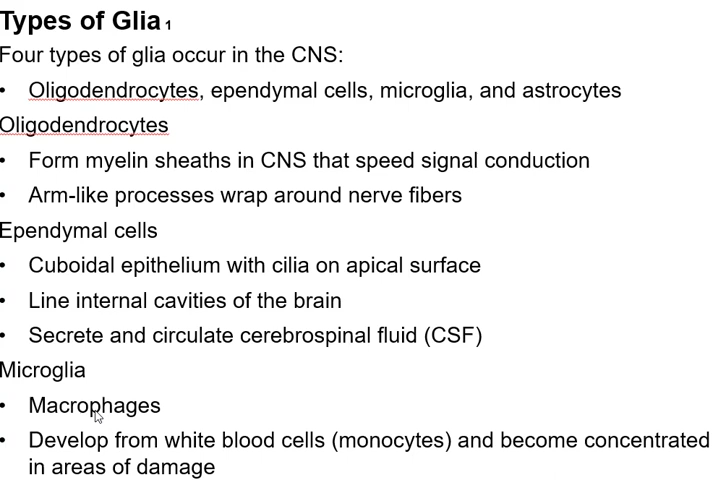 Types of Glia 1
Four types of glia occur in the CNS:
• Oligodendrocytes, ependymal cells, microglia, and astrocytes
Oligodendrocytes
• Form myelin sheaths in CNS that speed signal conduction
• Arm-like processes wrap around nerve fibers
Ependymal cells
• Cuboidal epithelium with cilia on apical surface
• Line internal cavities of the brain
• Secrete and circulate cerebrospinal fluid (CSF)
Microglia
• Macrophages
• Develop from white blood cells (monocytes) and become concentrated
in areas of damage